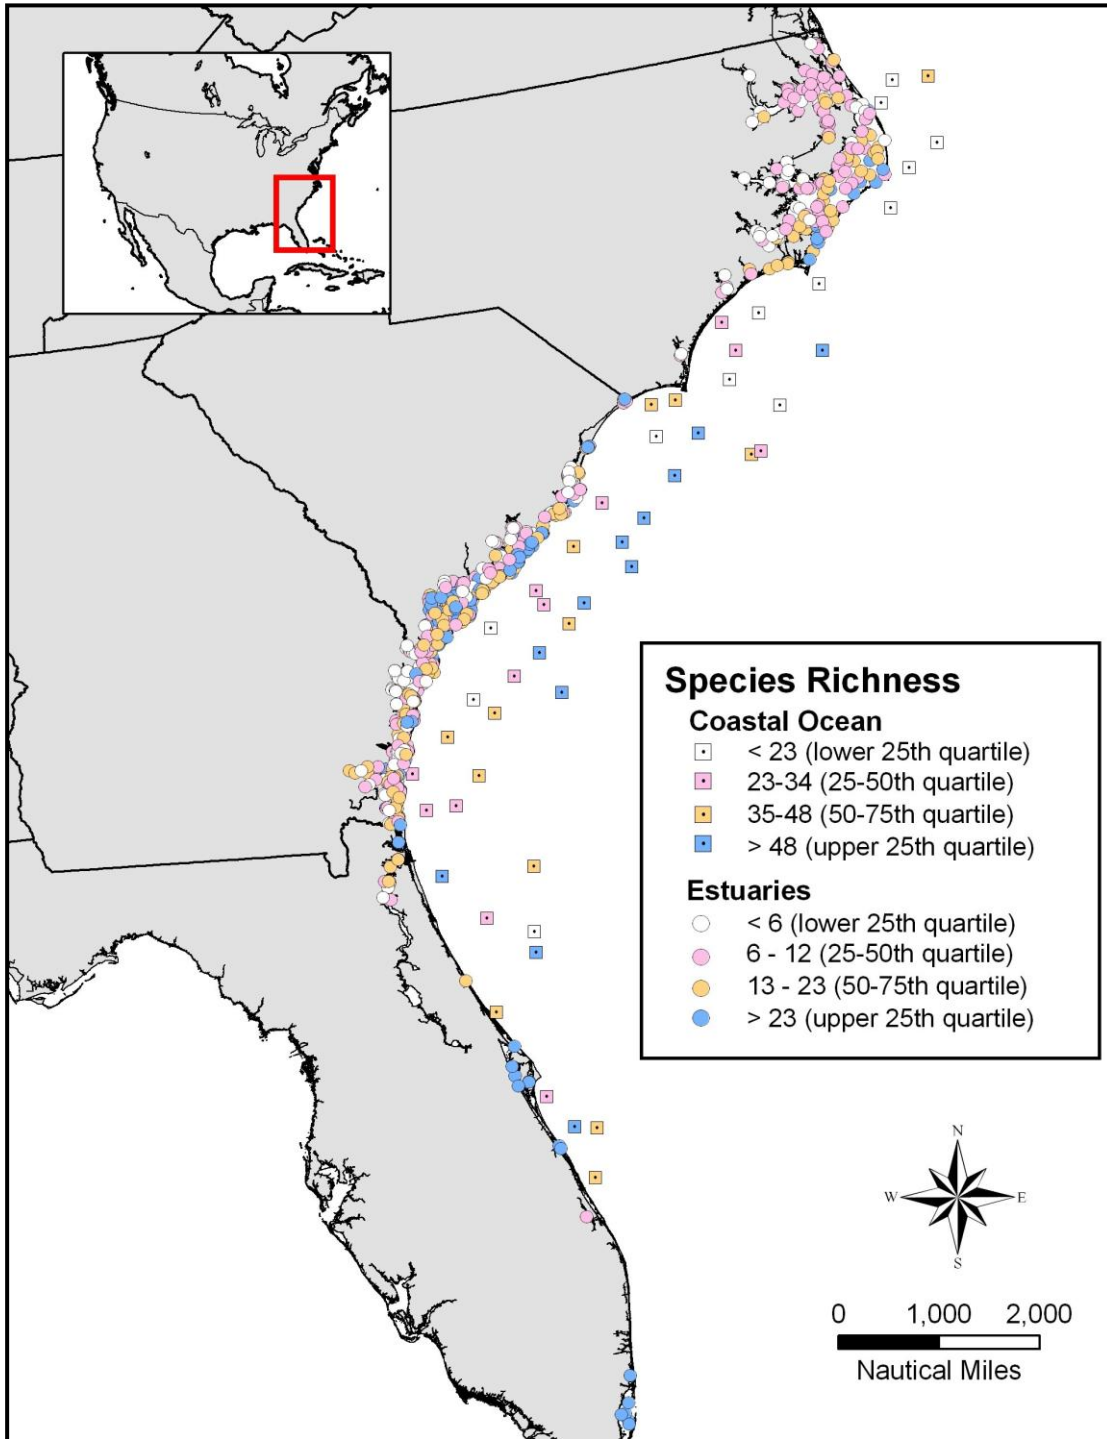 Species Richness
Coastal Ocean
< 23 (lower 25th quartile)
23-34 (25-50th quartile)
35-48 (50-75th quartile)
> 48 (upper 25th quartile)
Estuaries
< 6 (lower 25th quartile)
6 - 12 (25-50th quartile)
13 - 23 (50-75th quartile)
> 23 (upper 25th quartile)
N
W E
S
0 1,000 2,000
Nautical Miles